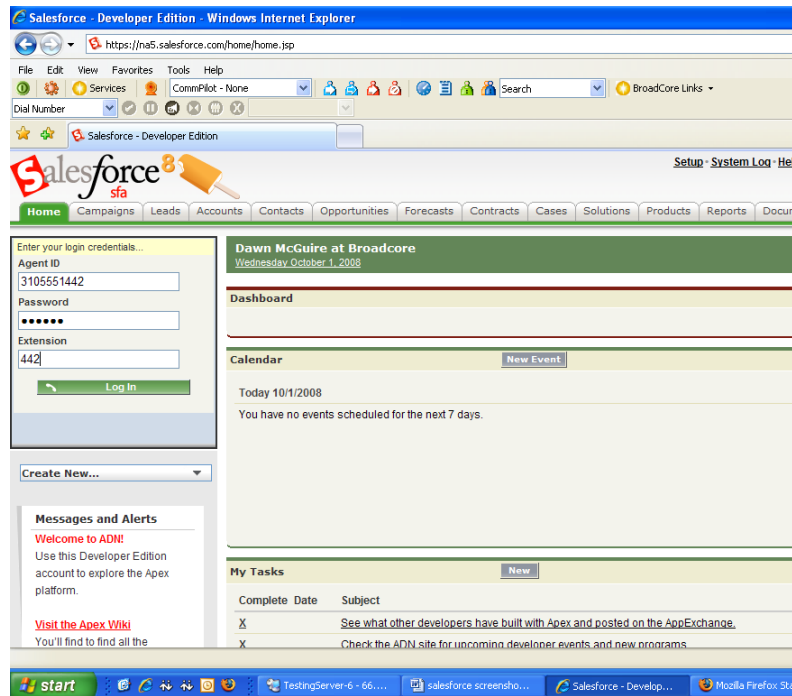 Salesforce - Developer Edition - Windows Internet Explorer
https://na5.salesforce.com/home/home.jsp
File Edit View Favorites Tools Help
Services CommPilot - None Search BroadCore Links
Dial Number
Salesforce - Developer Edition
salesforce 8
sfa
Setup - System Log - Hel
Home Campaigns Leads Accounts Contacts Opportunities Forecasts Contracts Cases Solutions Products Reports Docu
Enter your login credentials...
Agent ID
3105551442
Password
••••••
Extension
442
Log In
Create New...
Messages and Alerts
Welcome to ADN!
Use this Developer Edition
account to explore the Apex
platform.
Visit the Apex Wiki
You'll find to find all the
Dawn McGuire at Broadcore
Wednesday October 1, 2008
Dashboard
Calendar New Event
Today 10/1/2008
You have no events scheduled for the next 7 days.
My Tasks New
Complete Date Subject
X See what other developers have built with Apex and posted on the AppExchange.
X Check the ADN site for upcoming developer events and new programs
start TestingServer-6 - 66.... salesforce screensho... Salesforce - Develop... Mozilla Firefox Sta